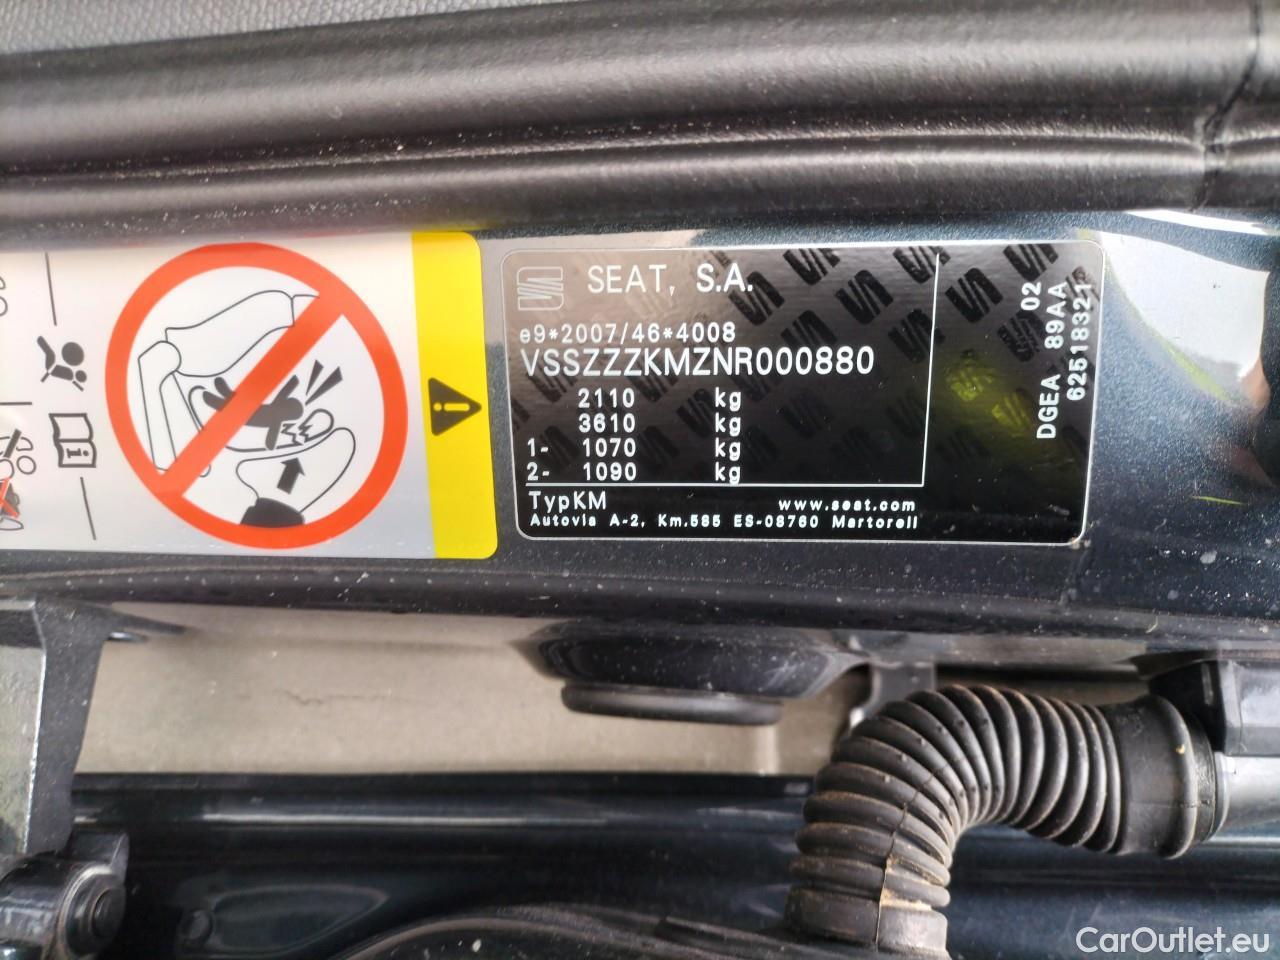 SEAT, S.A.
e9*2007/46*4008
VSSZZZKMZNR000880
2110 kg
3610 kg
1- 1070 kg
2- 1090 kg
TypKM www.seat.com
Autovia A-2, Km.585 ES-08760 Martorell
02
DGEA 89AA
62518321
CarOutlet.eu